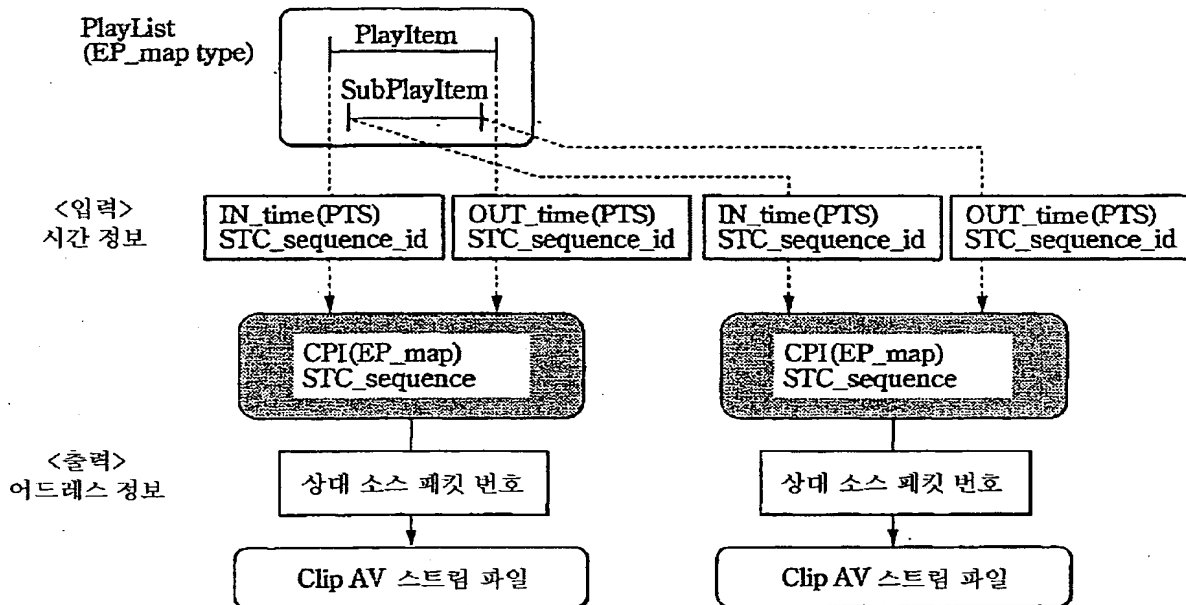 PlayList
(EP_map type)
PlayItem
SubPlayItem
<입력>
시간 정보
IN_time(PTS)
STC_sequence_id
OUT_time(PTS)
STC_sequence_id
IN_time(PTS)
STC_sequence_id
OUT_time(PTS)
STC_sequence_id
CPI(EP_map)
STC_sequence
CPI(EP_map)
STC_sequence
<출력>
어드레스 정보
상대 소스 패킷 번호
상대 소스 패킷 번호
Clip AV 스트림 파일
Clip AV 스트림 파일